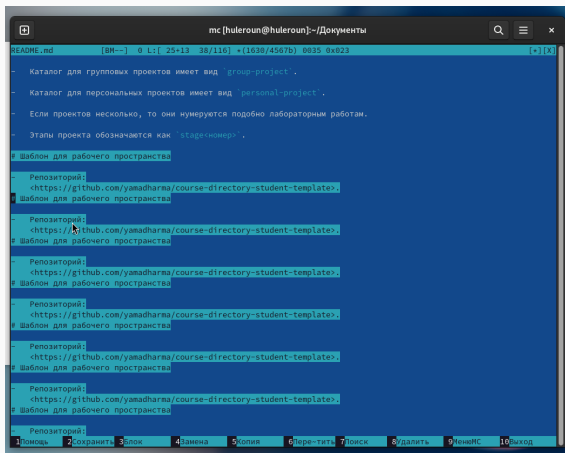 mc [huleroun@huleroun]:~/Документы
README.md [BM--] 0 L:[ 25+13 38/116] *(1630/4567b) 0035 0x023 [*][X]
- Каталог для групповых проектов имеет вид `group-project`.
- Каталог для персональных проектов имеет вид `personal-project`.
- Если проектов несколько, то они нумеруются подобно лабораторным работам.
- Этапы проекта обозначаются как `stage<номер>`.
# Шаблон для рабочего пространства
- Репозиторий:
<https://github.com/yamadharma/course-directory-student-template>.
# Шаблон для рабочего пространства
- Репозиторий:
<https://github.com/yamadharma/course-directory-student-template>.
# Шаблон для рабочего пространства
- Репозиторий:
<https://github.com/yamadharma/course-directory-student-template>.
# Шаблон для рабочего пространства
- Репозиторий:
<https://github.com/yamadharma/course-directory-student-template>.
# Шаблон для рабочего пространства
- Репозиторий:
<https://github.com/yamadharma/course-directory-student-template>.
# Шаблон для рабочего пространства
- Репозиторий:
<https://github.com/yamadharma/course-directory-student-template>.
# Шаблон для рабочего пространства
- Репозиторий:
1Помощь 2Сохранить 3Блок 4Замена 5Копия 6Пере~тить 7Поиск 8Удалить 9МенюMC 10Выход